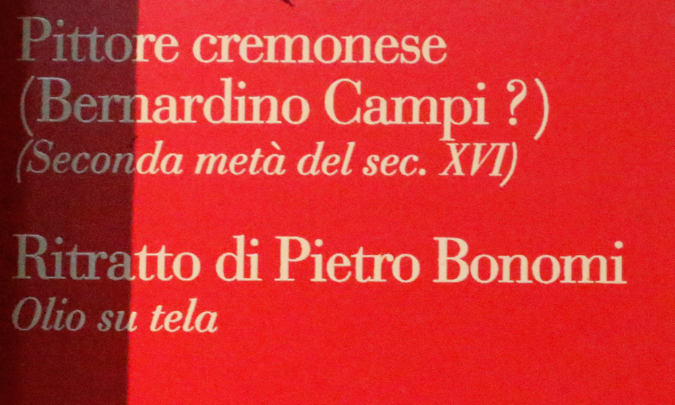 Pittore cremonese
(Bernardino Campi ?)
(Seconda metà del sec. XVI)
Ritratto di Pietro Bonomi
Olio su tela